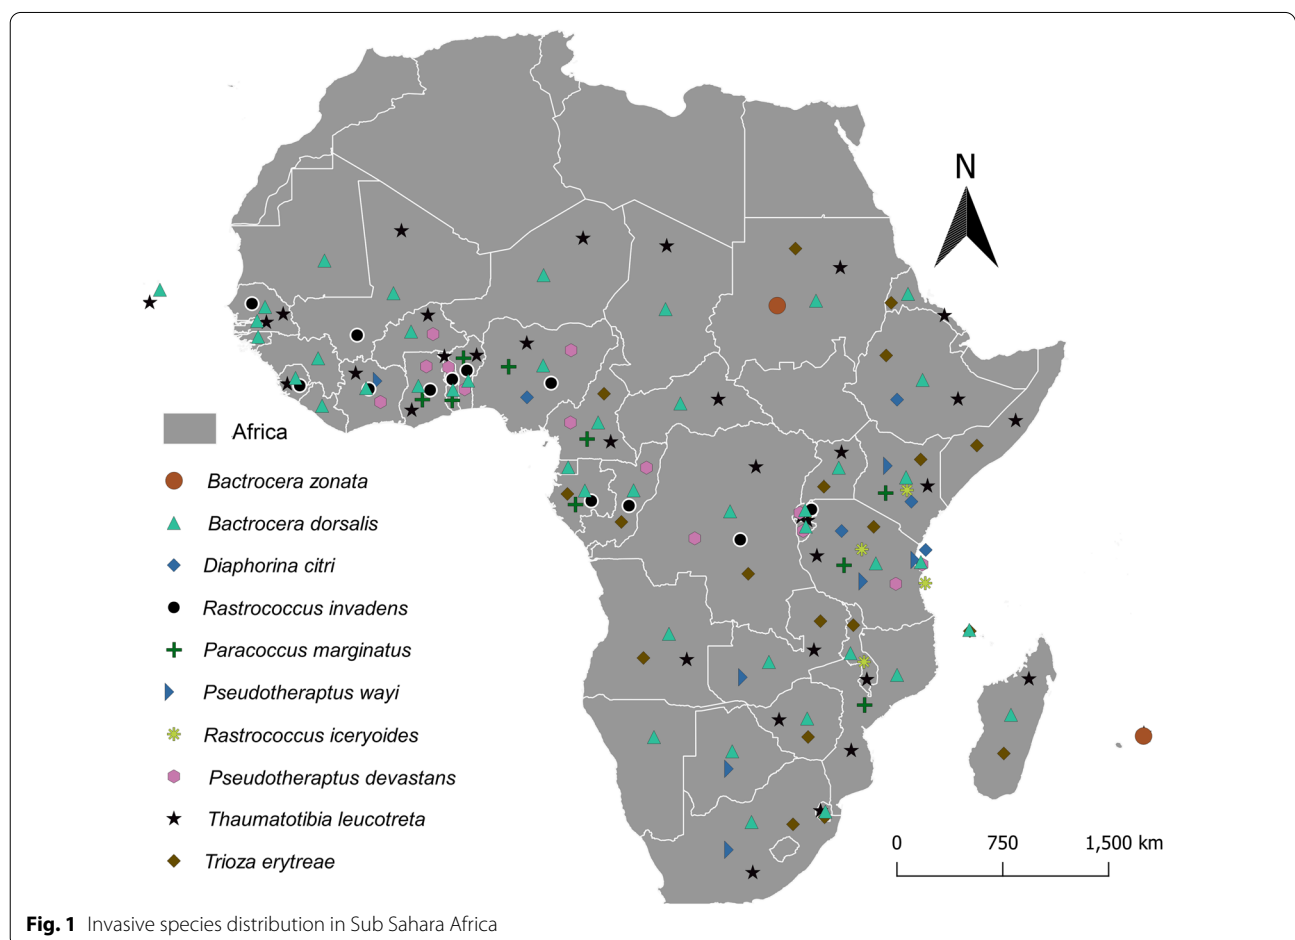 N
Africa
Bactrocera zonata
Bactrocera dorsalis
Diaphorina citri
Rastrococcus invadens
Paracoccus marginatus
Pseudotheraptus wayi
Rastrococcus iceryoides
Pseudotheraptus devastans
Thaumatotibia leucotreta
Trioza erytreae
0 750 1,500 km
Fig. 1 Invasive species distribution in Sub Sahara Africa